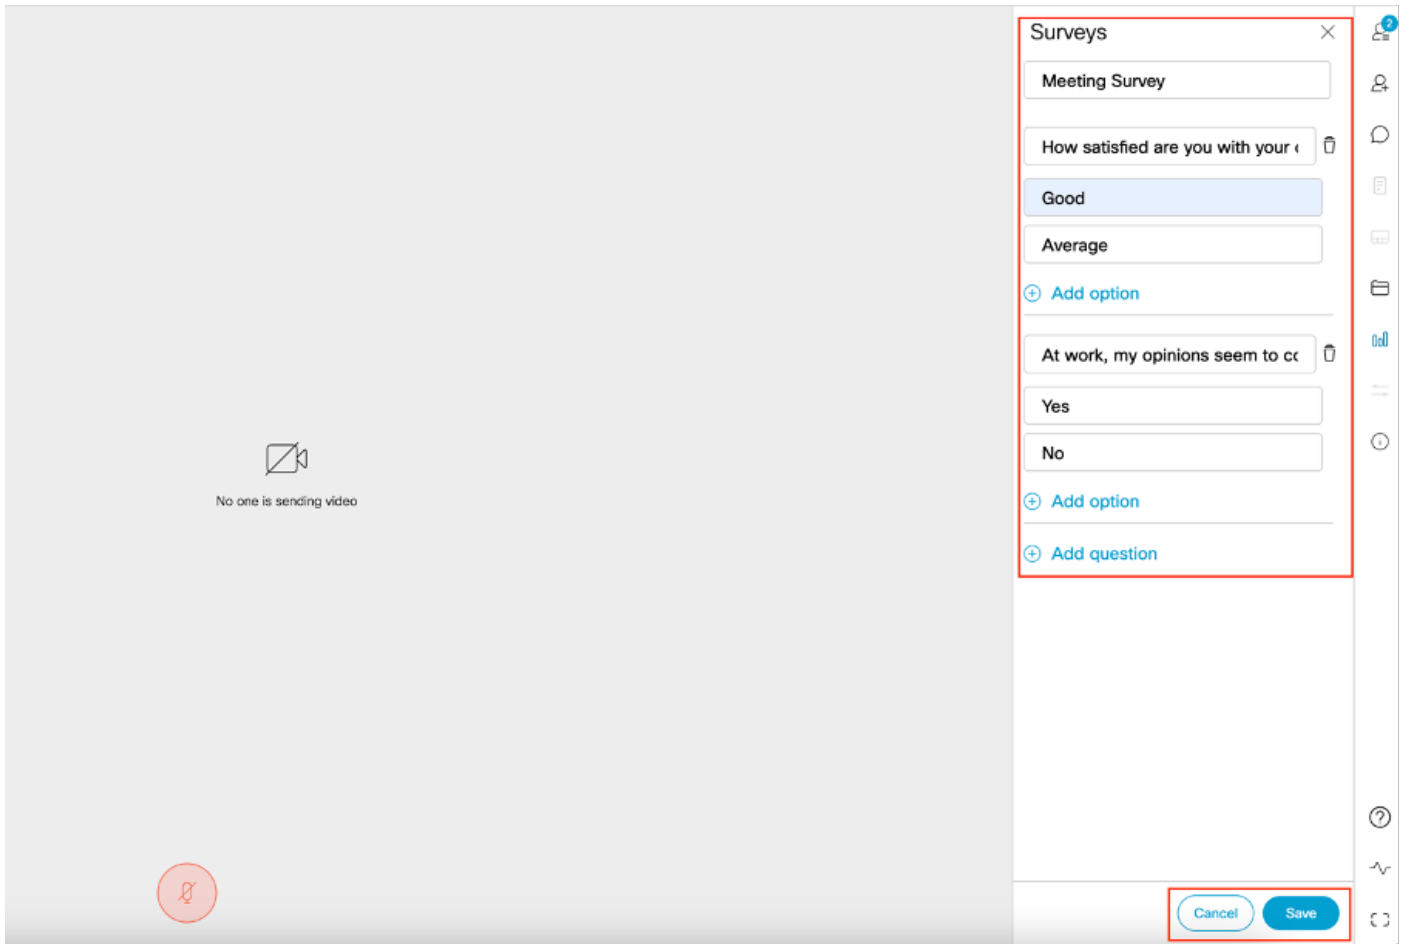 Surveys
2
Meeting Survey
How satisfied are you with your
Good
Average
Add option
At work, my opinions seem to
Yes
No
Add option
Add question
No one is sending video
Cancel
Save